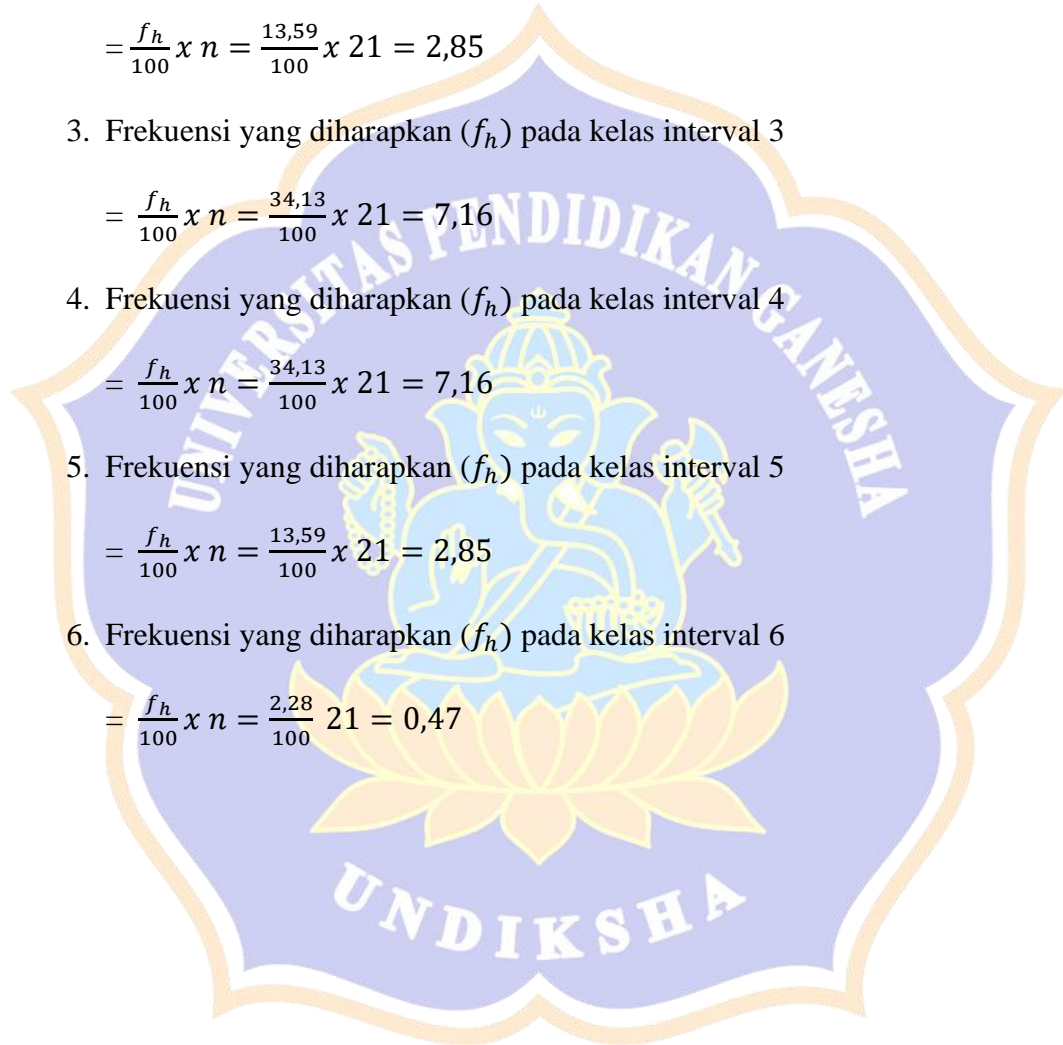 = f_h/100 x n = 13,59/100 x 21 = 2,85
3. Frekuensi yang diharapkan (f_h) pada kelas interval 3
= f_h/100 x n = 34,13/100 x 21 = 7,16
4. Frekuensi yang diharapkan (f_h) pada kelas interval 4
= f_h/100 x n = 34,13/100 x 21 = 7,16
5. Frekuensi yang diharapkan (f_h) pada kelas interval 5
= f_h/100 x n = 13,59/100 x 21 = 2,85
6. Frekuensi yang diharapkan (f_h) pada kelas interval 6
= f_h/100 x n = 2,28/100 21 = 0,47
UNIVERSITAS PENDIDIKAN GANESHA
UNDIKSHA